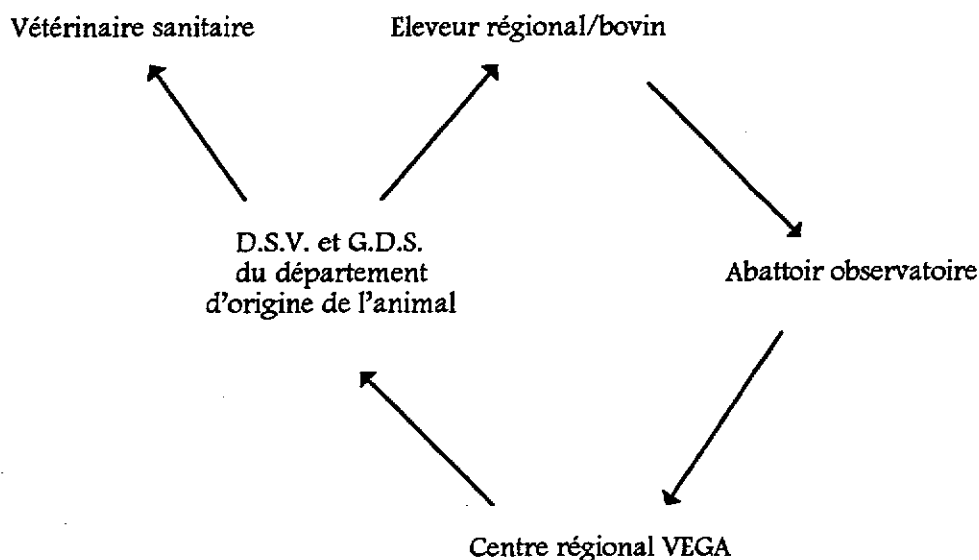 Vétérinaire sanitaire
Eleveur régional/bovin
D.S.V. et G.D.S.
du département
d'origine de l'animal
Abattoir observatoire
Centre régional VEGA